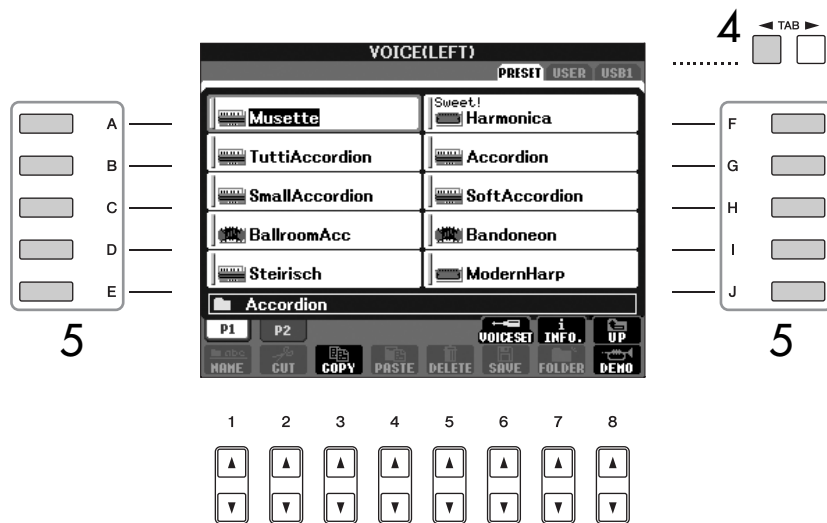 4 ◄ TAB ►
VOICE(LEFT)
PRESET USER USB1
A Musette Sweet! Harmonica F
B TuttiAccordion Accordion G
C SmallAccordion SoftAccordion H
D BallroomAcc Bandoneon I
E Steirisch ModernHarp J
Accordion
5 5
P1 P2 VOICESET i INFO. UP
abc NAME CUT COPY PASTE DELETE SAVE FOLDER DEMO
1 2 3 4 5 6 7 8